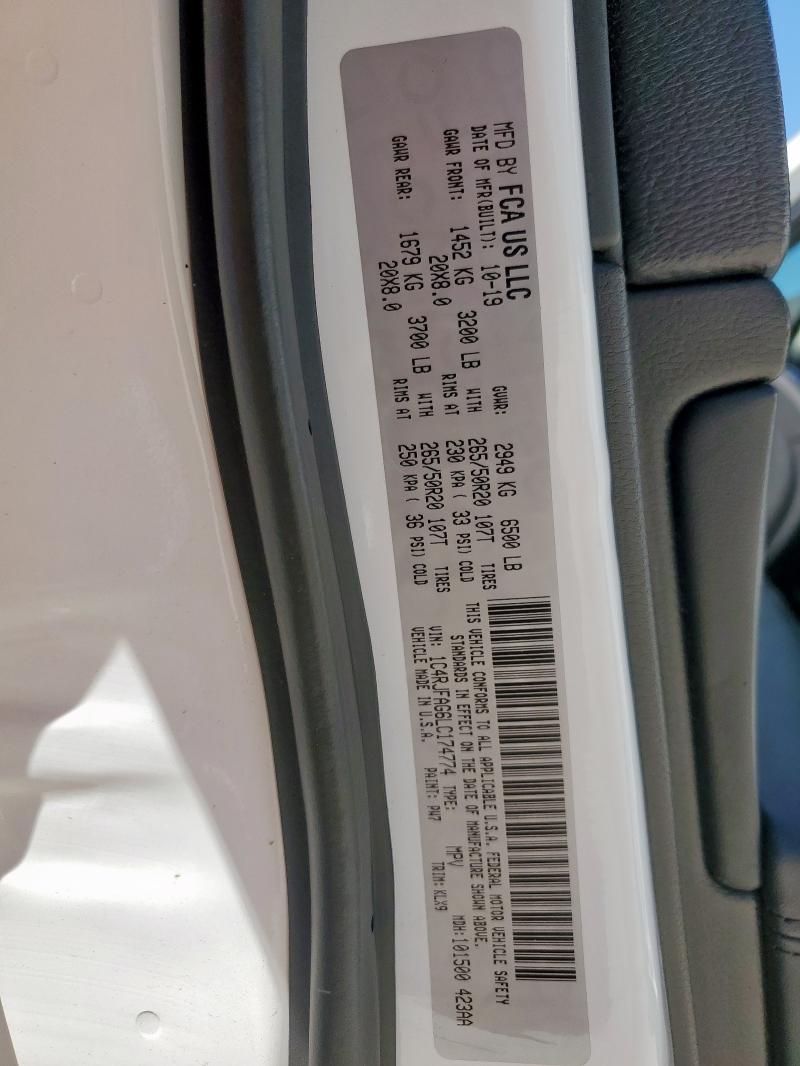 MFD BY FCA US LLC
DATE OF MFR(BUILT): 10-19 GVWR: 2949 KG 6500 LB
GAWR FRONT: 1452 KG 3200 LB WITH 265/50R20 107T TIRES
20X8.0 RIMS AT 230 KPA ( 33 PSI) COLD
GAWR REAR: 1679 KG 3700 LB WITH 265/50R20 107T TIRES
20X8.0 RIMS AT 250 KPA ( 36 PSI) COLD
THIS VEHICLE CONFORMS TO ALL APPLICABLE U.S.A. FEDERAL MOTOR VEHICLE SAFETY
STANDARDS IN EFFECT ON THE DATE OF MANUFACTURE SHOWN ABOVE.
VIN: 1C4RJFAG6LC174774 TYPE: MPV MDH:101500 423AA
VEHICLE MADE IN U.S.A. PAINT: PW7 TRIM: KLX9